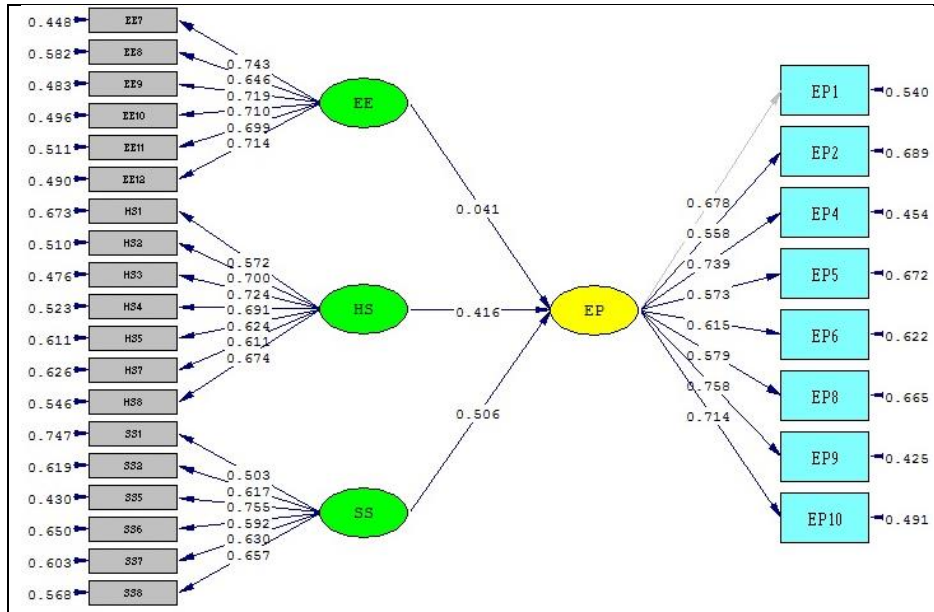 0.448 EE7
0.582 EE8
0.483 EE9
0.496 EE10
0.511 EE11
0.490 EE12
0.743
0.646
0.719
0.710
0.699
0.714
EE
0.673 HS1
0.510 HS2
0.476 HS3
0.523 HS4
0.611 HS5
0.626 HS7
0.546 HS8
0.572
0.700
0.724
0.691
0.624
0.611
0.674
HS
0.747 SS1
0.619 SS2
0.430 SS5
0.650 SS6
0.603 SS7
0.568 SS8
0.503
0.617
0.755
0.592
0.630
0.657
SS
0.041
0.416
0.506
EP
0.678
0.558
0.739
0.573
0.615
0.579
0.758
0.714
EP1 0.540
EP2 0.689
EP4 0.454
EP5 0.672
EP6 0.622
EP8 0.665
EP9 0.425
EP10 0.491